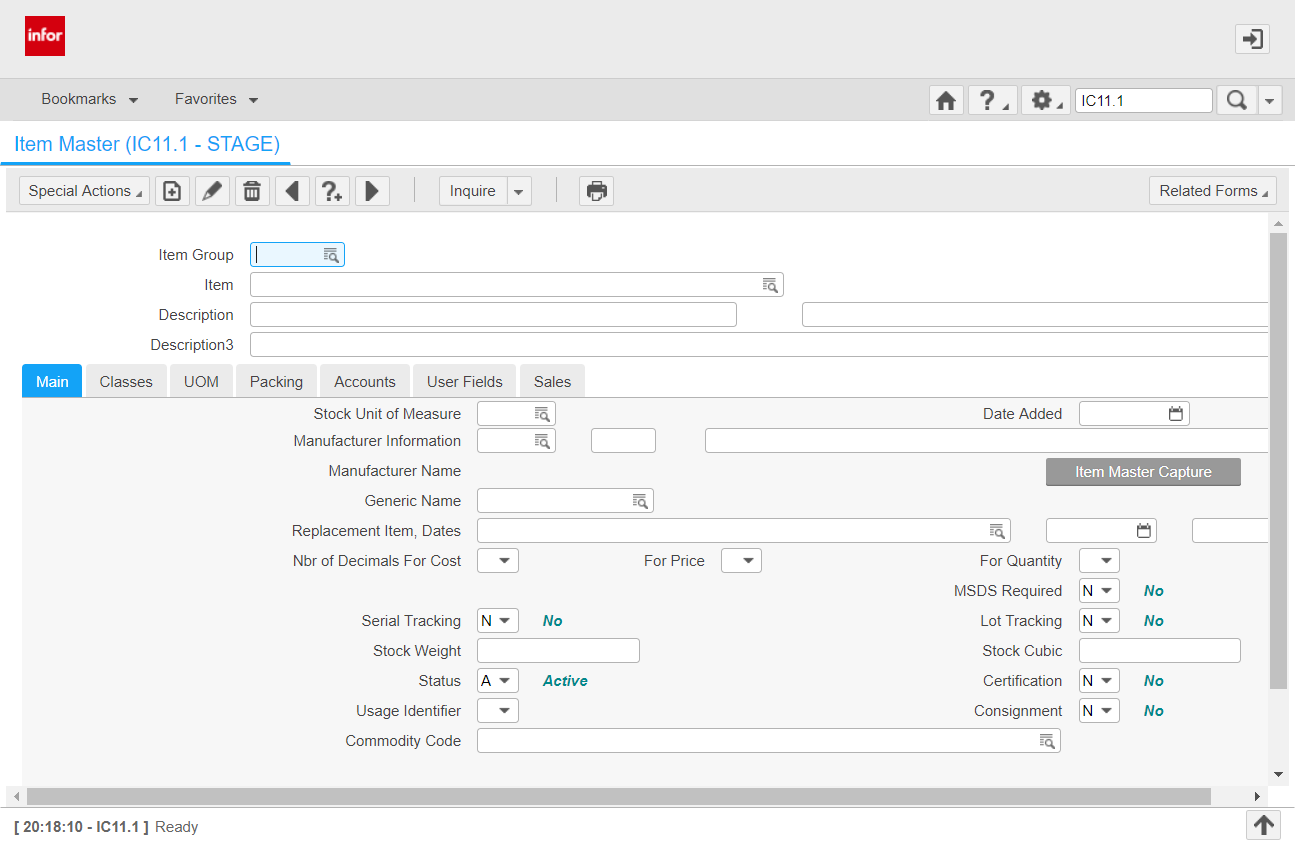 infor
Bookmarks Favorites IC11.1
Item Master (IC11.1 - STAGE)
Special Actions Inquire Related Forms
Item Group
Item
Description
Description3
Main Classes UOM Packing Accounts User Fields Sales
Stock Unit of Measure Date Added
Manufacturer Information
Manufacturer Name Item Master Capture
Generic Name
Replacement Item, Dates
Nbr of Decimals For Cost For Price For Quantity
MSDS Required N No
Serial Tracking N No Lot Tracking N No
Stock Weight Stock Cubic
Status A Active Certification N No
Usage Identifier Consignment N No
Commodity Code
[ 20:18:10 - IC11.1 ] Ready